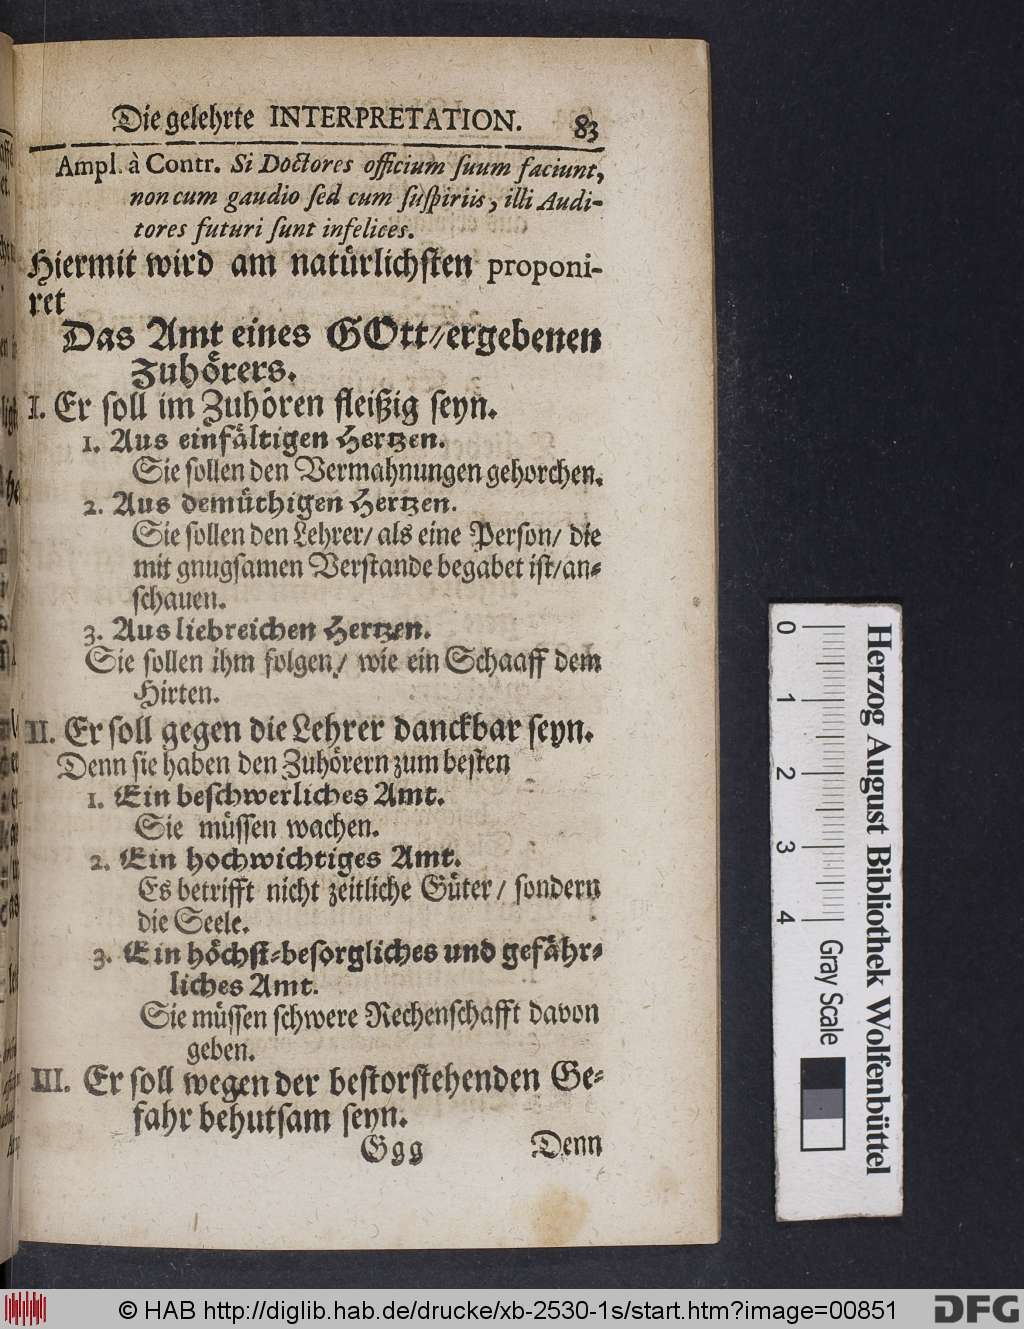 Die gelehrte INTERPRETATION. 83
Ampl. à Contr. Si Doctores officium ſuum faciunt,
non cum gaudio ſed cum ſuſpiriis, illi Audi-
tores futuri ſunt infelices.
Hiermit wird am natürlichſten proponi-
ret
Das Amt eines GOtt⸗ergebenen
Zuhörers.
I. Er ſoll im Zuhören fleißig ſeyn.
1. Aus einfältigen Hertzen.
Sie ſollen den Vermahnungen gehorchen.
2. Aus demüthigen Hertzen.
Sie ſollen den Lehrer/ als eine Perſon/ die
mit gnugſamen Verſtande begabet iſt/an⸗
ſchauen.
3. Aus liebreichen Hertzen.
Sie ſollen ihm folgen/ wie ein Schaaff dem
Hirten.
II. Er ſoll gegen die Lehrer danckbar ſeyn.
Denn ſie haben den Zuhörern zum beſten
1. Ein beſchwerliches Amt.
Sie müſſen wachen.
2. Ein hochwichtiges Amt.
Es betrifft nicht zeitliche Güter/ ſondern
die Seele.
3. Ein höchſt⸗beſorgliches und gefähr⸗
liches Amt.
Sie müſſen ſchwere Rechenſchafft davon
geben.
III. Er ſoll wegen der beſtorſtehenden Ge⸗
fahr behutſam ſeyn.
Ggg Denn
0 1 2 3 4 Gray Scale
Herzog August Bibliothek Wolfenbüttel
© HAB http://diglib.hab.de/drucke/xb-2530-1s/start.htm?image=00851 DFG